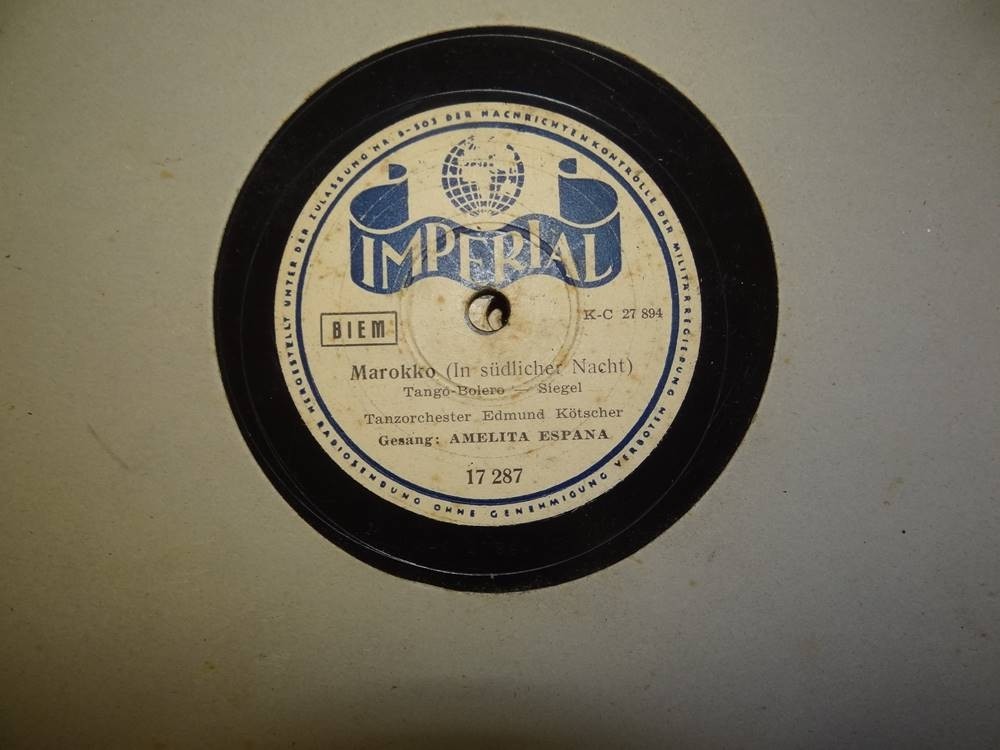 HERGESTELLT UNTER DER ZULASSUNG NR. B-503 DER NACHRICHTENKONTROLLE DER MILITÄRREGIERUNG
IMPERIAL
BIEM
K-C 27 894
Marokko (In südlicher Nacht)
Tango-Bolero — Siegel
Tanzorchester Edmund Kötscher
Gesang: AMELITA ESPANA
17 287
RADIOSENDUNG OHNE GENEHMIGUNG VERBOTEN